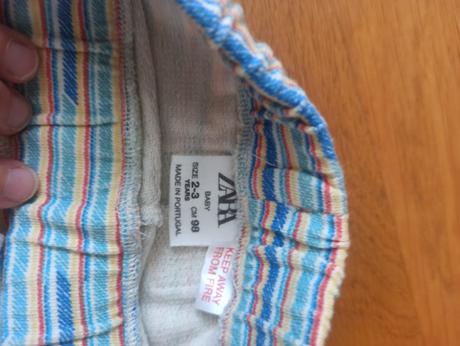 ZARA
BABY
SIZE 2-3 CM 98
YEARS
MADE IN PORTUGAL
KEEP AWAY
FROM FIRE